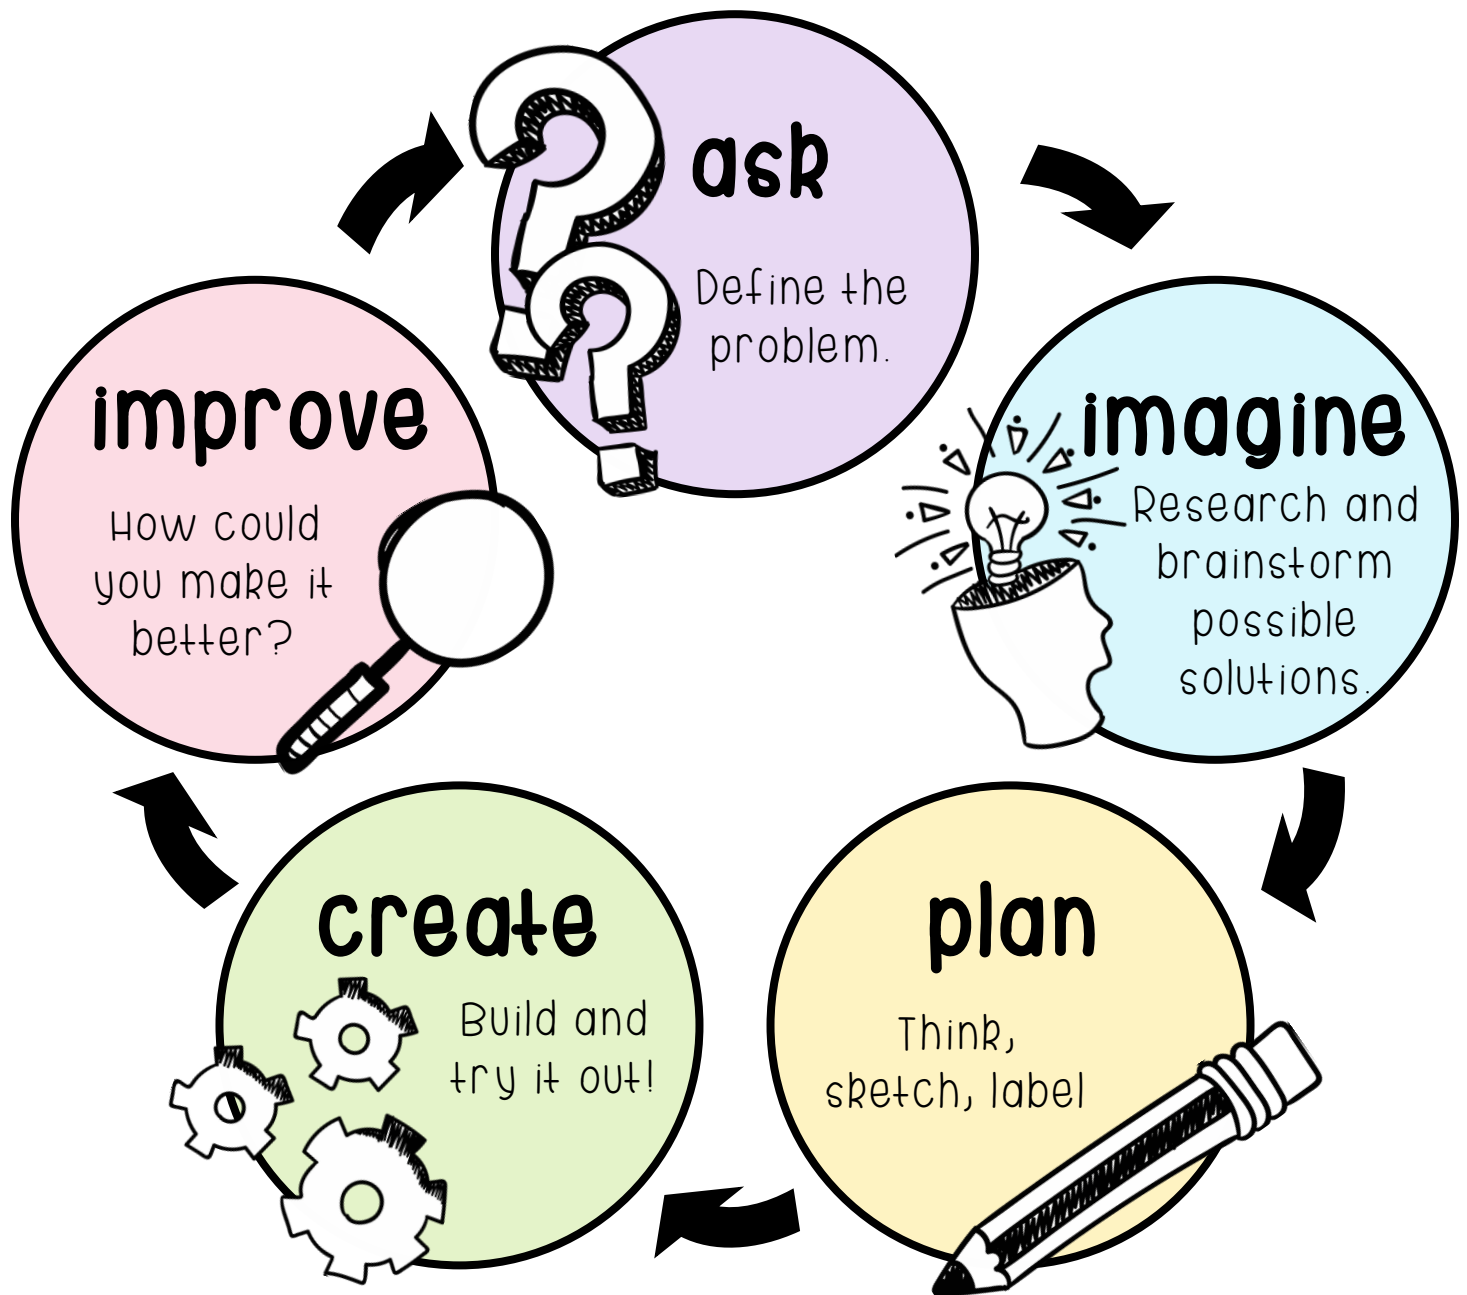 ask
Define the
problem.
imagine
Research and
brainstorm
possible
solutions.
plan
Think,
sketch, label
create
Build and
try it out!
improve
How could
you make it
better?